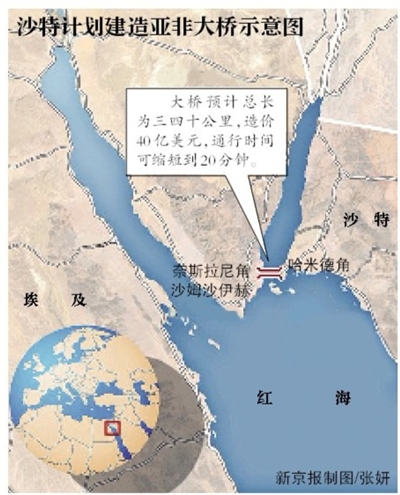 沙特计划建造亚非大桥示意图
大桥预计总长
为三四十公里，造价
40亿美元，通行时间
可缩短到20分钟。
沙特
奈斯拉尼角
哈米德角
沙姆沙伊赫
埃及
红海
新京报制图/张妍